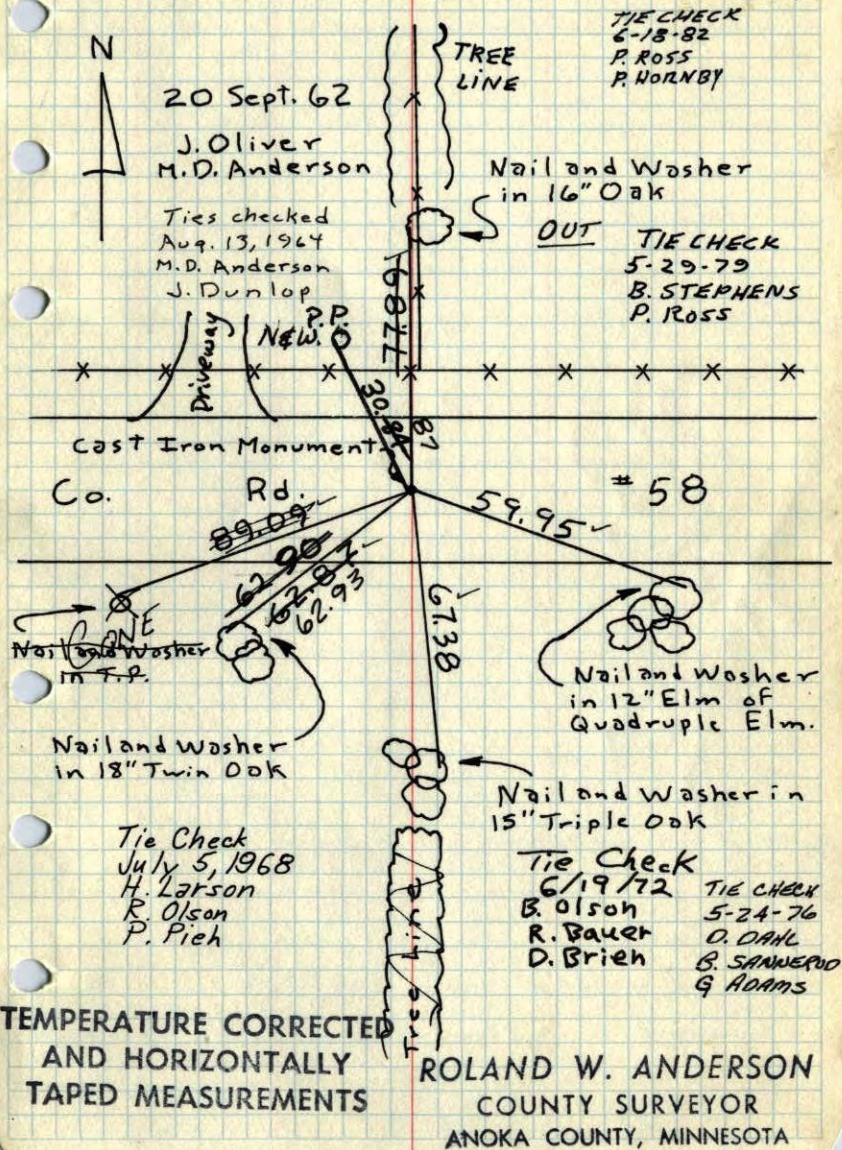 N
20 Sept. 62
J. Oliver
M.D. Anderson
Ties checked
Aug. 13, 1964
M.D. Anderson
J. Dunlop
TREE
LINE
TIE CHECK
6-18-82
P. ROSS
P. HORNBY
Nail and Washer
in 16" Oak
OUT
TIE CHECK
5-29-79
B. STEPHENS
P. ROSS
P.P.
N&W.
Driveway
X X X X X X X X X
87
Cast Iron Monument
Co. Rd. # 58
89.09
62.90
62.87
62.93
59.95
67.38
GONE
Nail and Washer
in T.P.
Nail and Washer
in 12" Elm of
Quadruple Elm.
Nail and Washer
in 18" Twin Oak
Nail and Washer in
15" Triple Oak
Tie Check
July 5, 1968
H. Larson
R. Olson
P. Pieh
Tree Line
Tie Check
6/19/72
B. Olson
R. Bauer
D. Brien
TIE CHECK
5-24-76
D. DAHL
B. SANNERUD
G ADAMS
TEMPERATURE CORRECTED
AND HORIZONTALLY
TAPED MEASUREMENTS
ROLAND W. ANDERSON
COUNTY SURVEYOR
ANOKA COUNTY, MINNESOTA